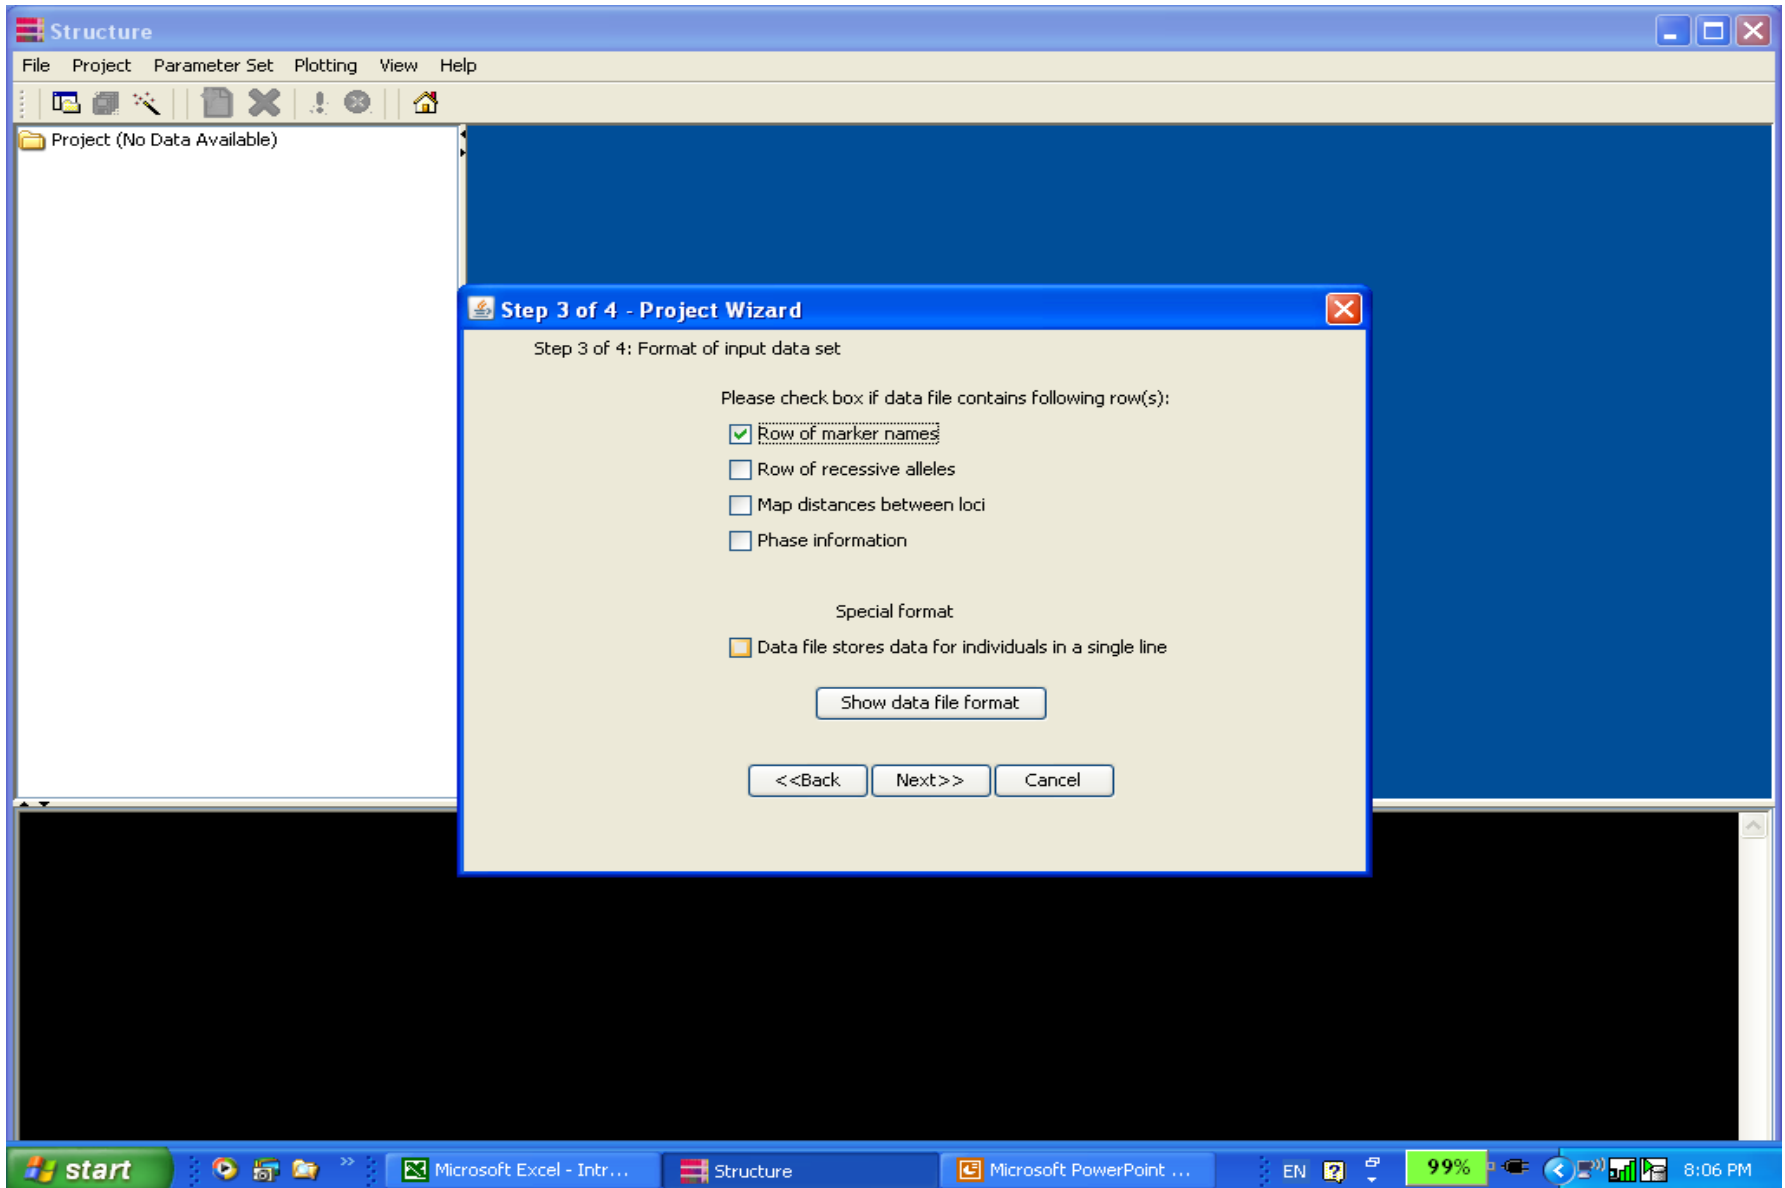 Structure
File Project Parameter Set Plotting View Help
Project (No Data Available)
Step 3 of 4 - Project Wizard
Step 3 of 4: Format of input data set
Please check box if data file contains following row(s):
Row of marker names
Row of recessive alleles
Map distances between loci
Phase information
Special format
Data file stores data for individuals in a single line
Show data file format
<<Back Next>> Cancel
start » Microsoft Excel - Intr... Structure Microsoft PowerPoint ... EN 99% 8:06 PM